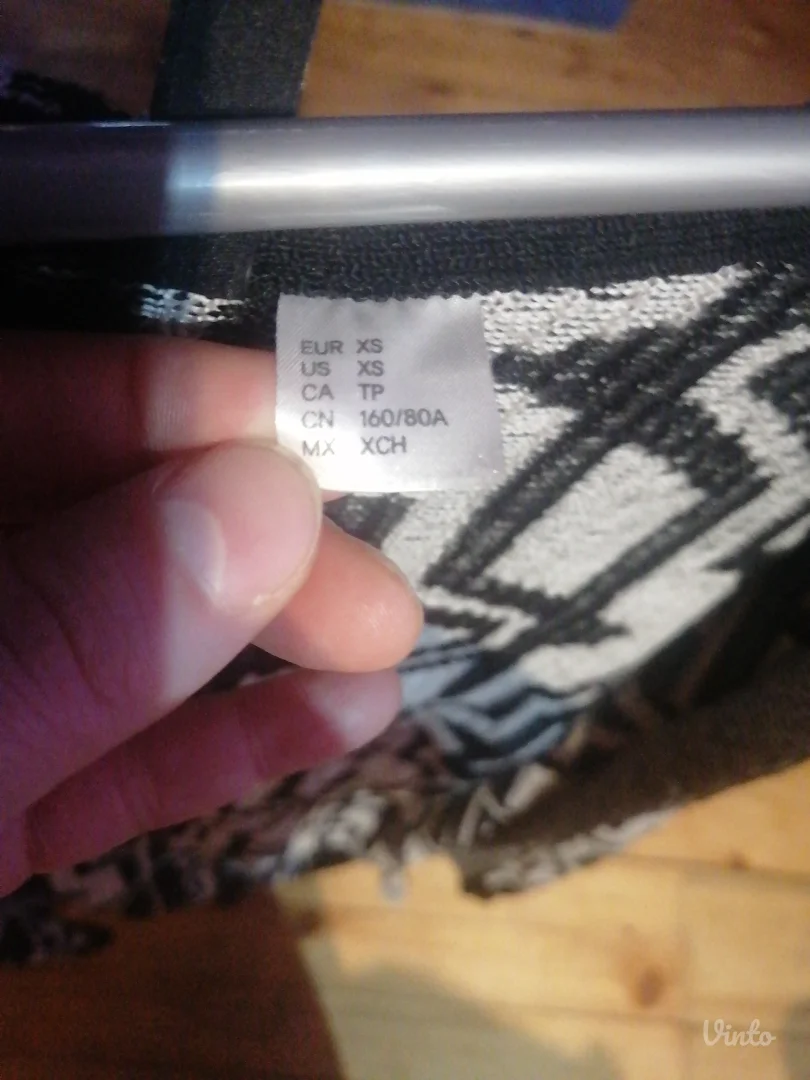 EUR XS
US XS
CA TP
CN 160/80A
MX XCH
Vinto